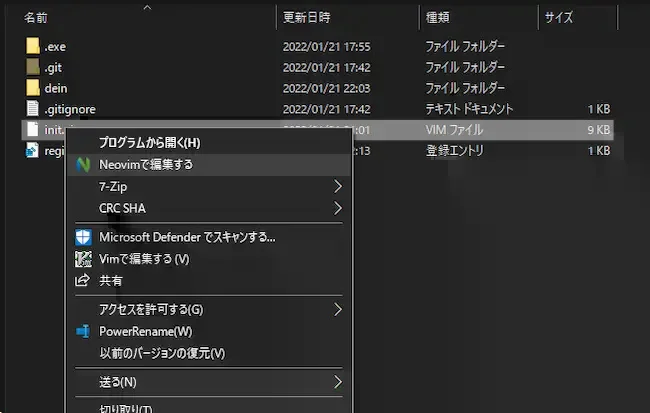 名前 更新日時 種類 サイズ
.exe 2022/01/21 17:55 ファイル フォルダー
.git 2022/01/21 17:42 ファイル フォルダー
dein 2022/01/21 22:03 ファイル フォルダー
.gitignore 2022/01/21 17:42 テキスト ドキュメント 1 KB
init. :01 VIM ファイル 9 KB
regi :13 登録エントリ 1 KB
プログラムから開く(H)
Neovimで編集する
7-Zip
CRC SHA
Microsoft Defender でスキャンする...
Vimで編集する (V)
共有
アクセスを許可する(G)
PowerRename(W)
以前のバージョンの復元(V)
送る(N)
切り取り(T)